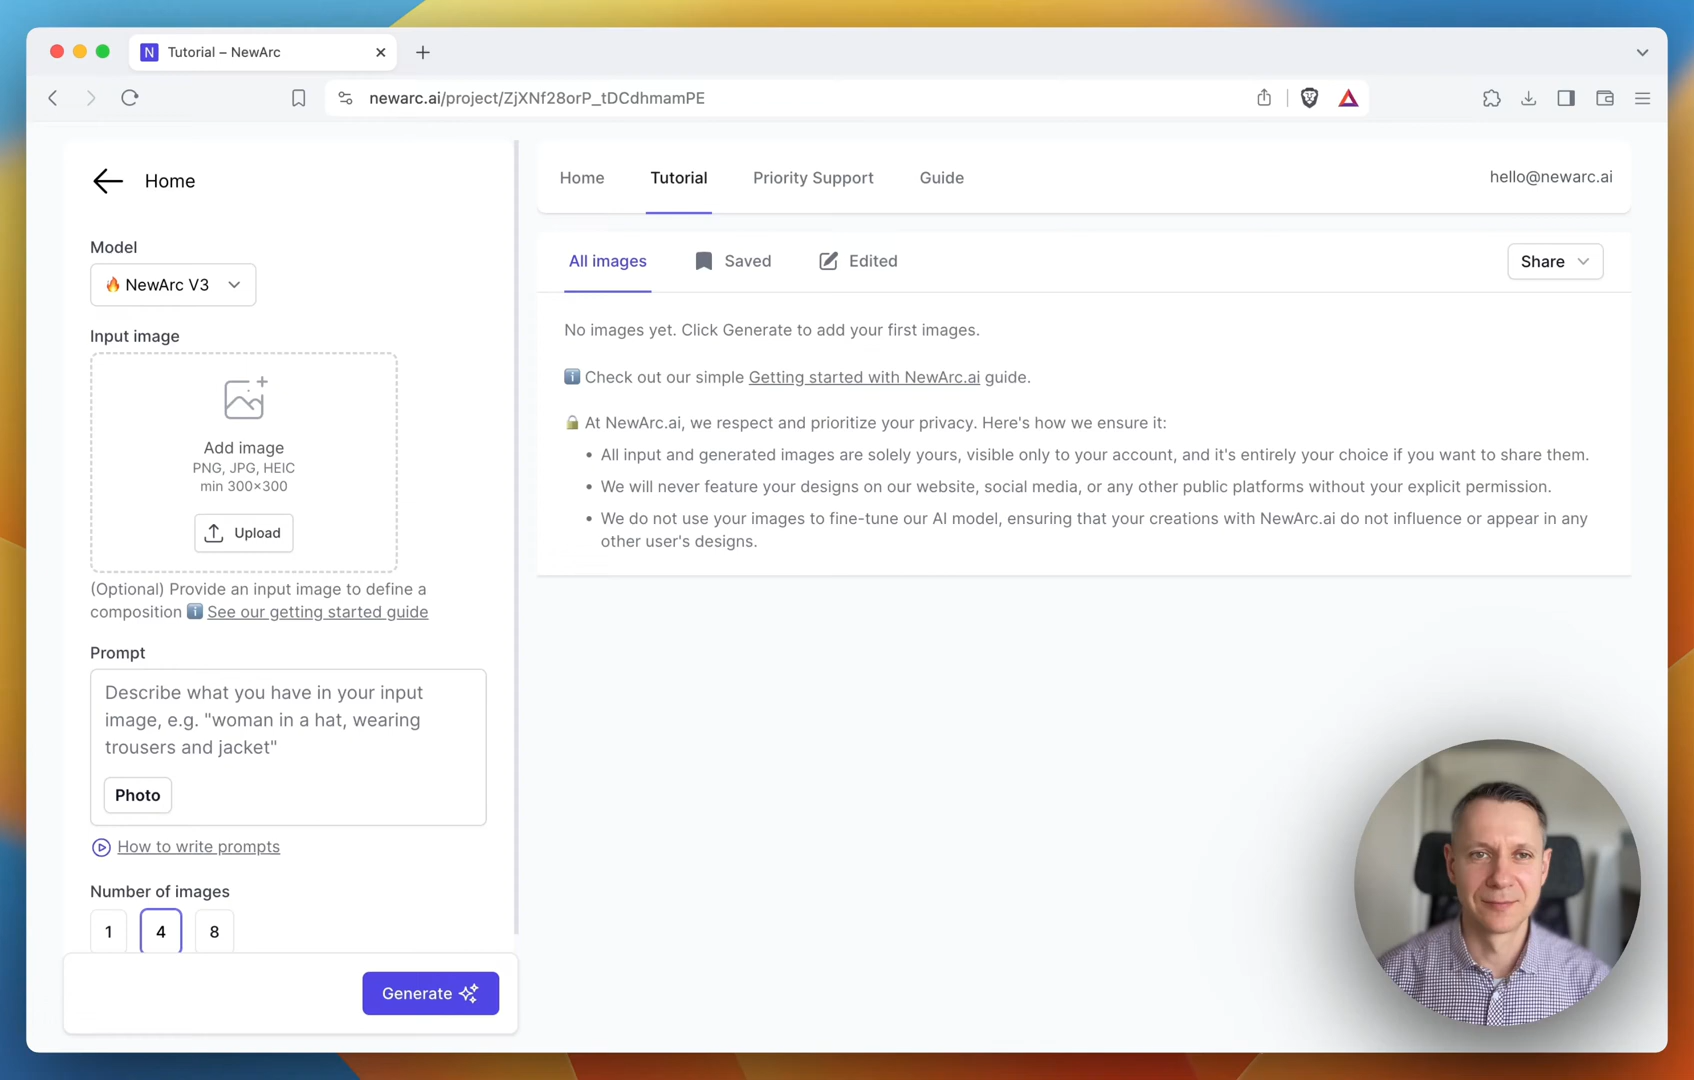 N Tutorial – NewArc
newarc.ai/project/ZjXNf28orP_tDCdhmamPE
Home
Model
🔥 NewArc V3
Input image
Add image
PNG, JPG, HEIC
min 300×300
Upload
(Optional) Provide an input image to define a
composition ℹ️ See our getting started guide
Prompt
Describe what you have in your input
image, e.g. "woman in a hat, wearing
trousers and jacket"
Photo
How to write prompts
Number of images
1 4 8
Generate
Home Tutorial Priority Support Guide hello@newarc.ai
All images Saved Edited Share
No images yet. Click Generate to add your first images.
ℹ️ Check out our simple Getting started with NewArc.ai guide.
🔒 At NewArc.ai, we respect and prioritize your privacy. Here's how we ensure it:
• All input and generated images are solely yours, visible only to your account, and it's entirely your choice if you want to share them.
• We will never feature your designs on our website, social media, or any other public platforms without your explicit permission.
• We do not use your images to fine-tune our AI model, ensuring that your creations with NewArc.ai do not influence or appear in any
other user's designs.